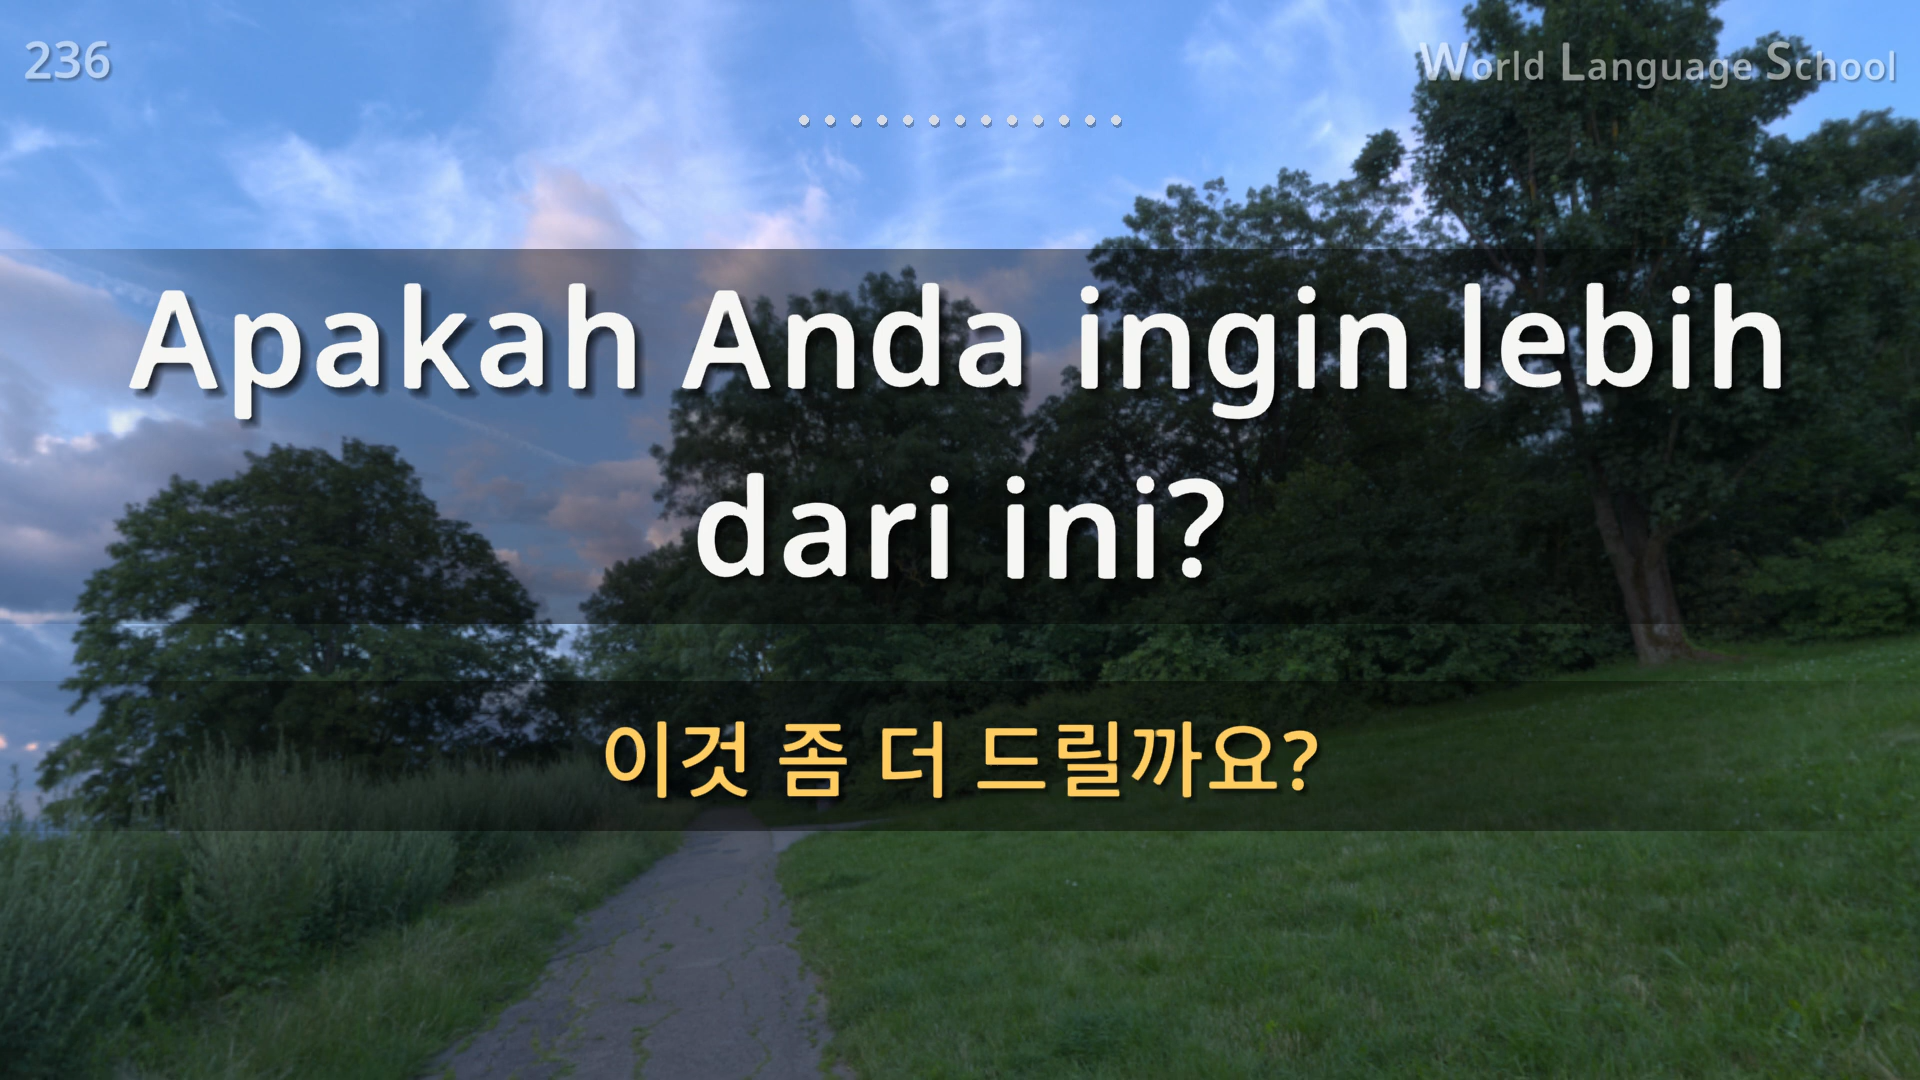 236
World Language School
Apakah Anda ingin lebih
dari ini?
이것 좀 더 드릴까요?